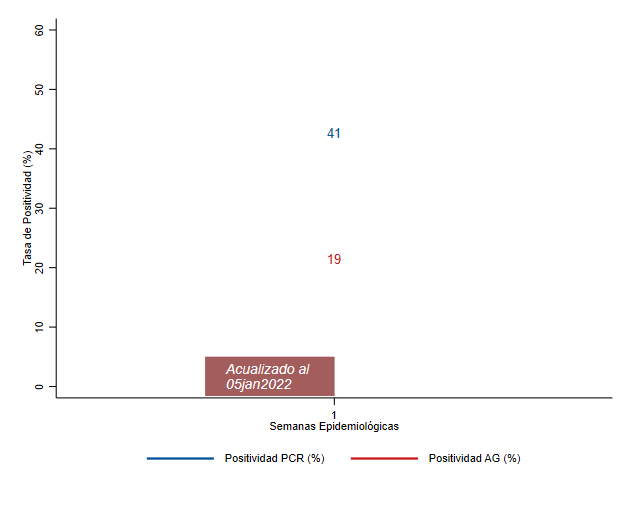 60
50
40
30
20
10
0
Tasa de Positividad (%)
41
19
Acualizado al
05jan2022
1
Semanas Epidemiológicas
Positividad PCR (%)
Positividad AG (%)